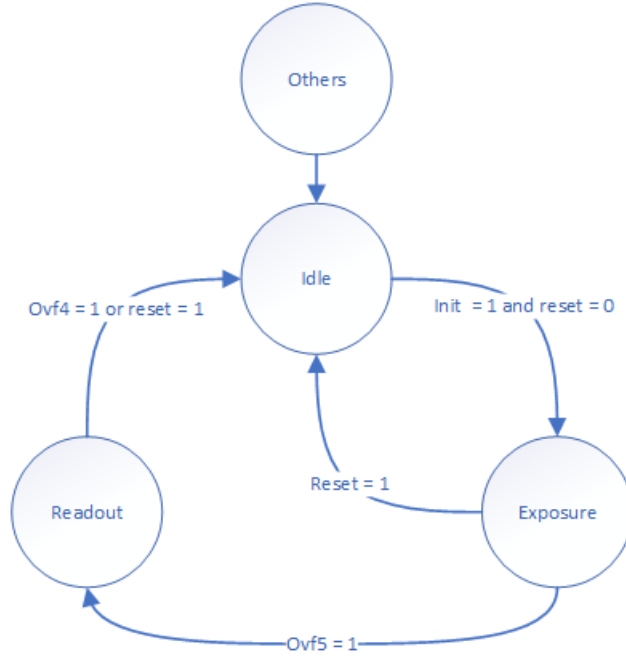 Others
Idle
Ovf4 = 1 or reset = 1
Init  = 1 and reset = 0
Reset = 1
Readout
Exposure
Ovf5 = 1